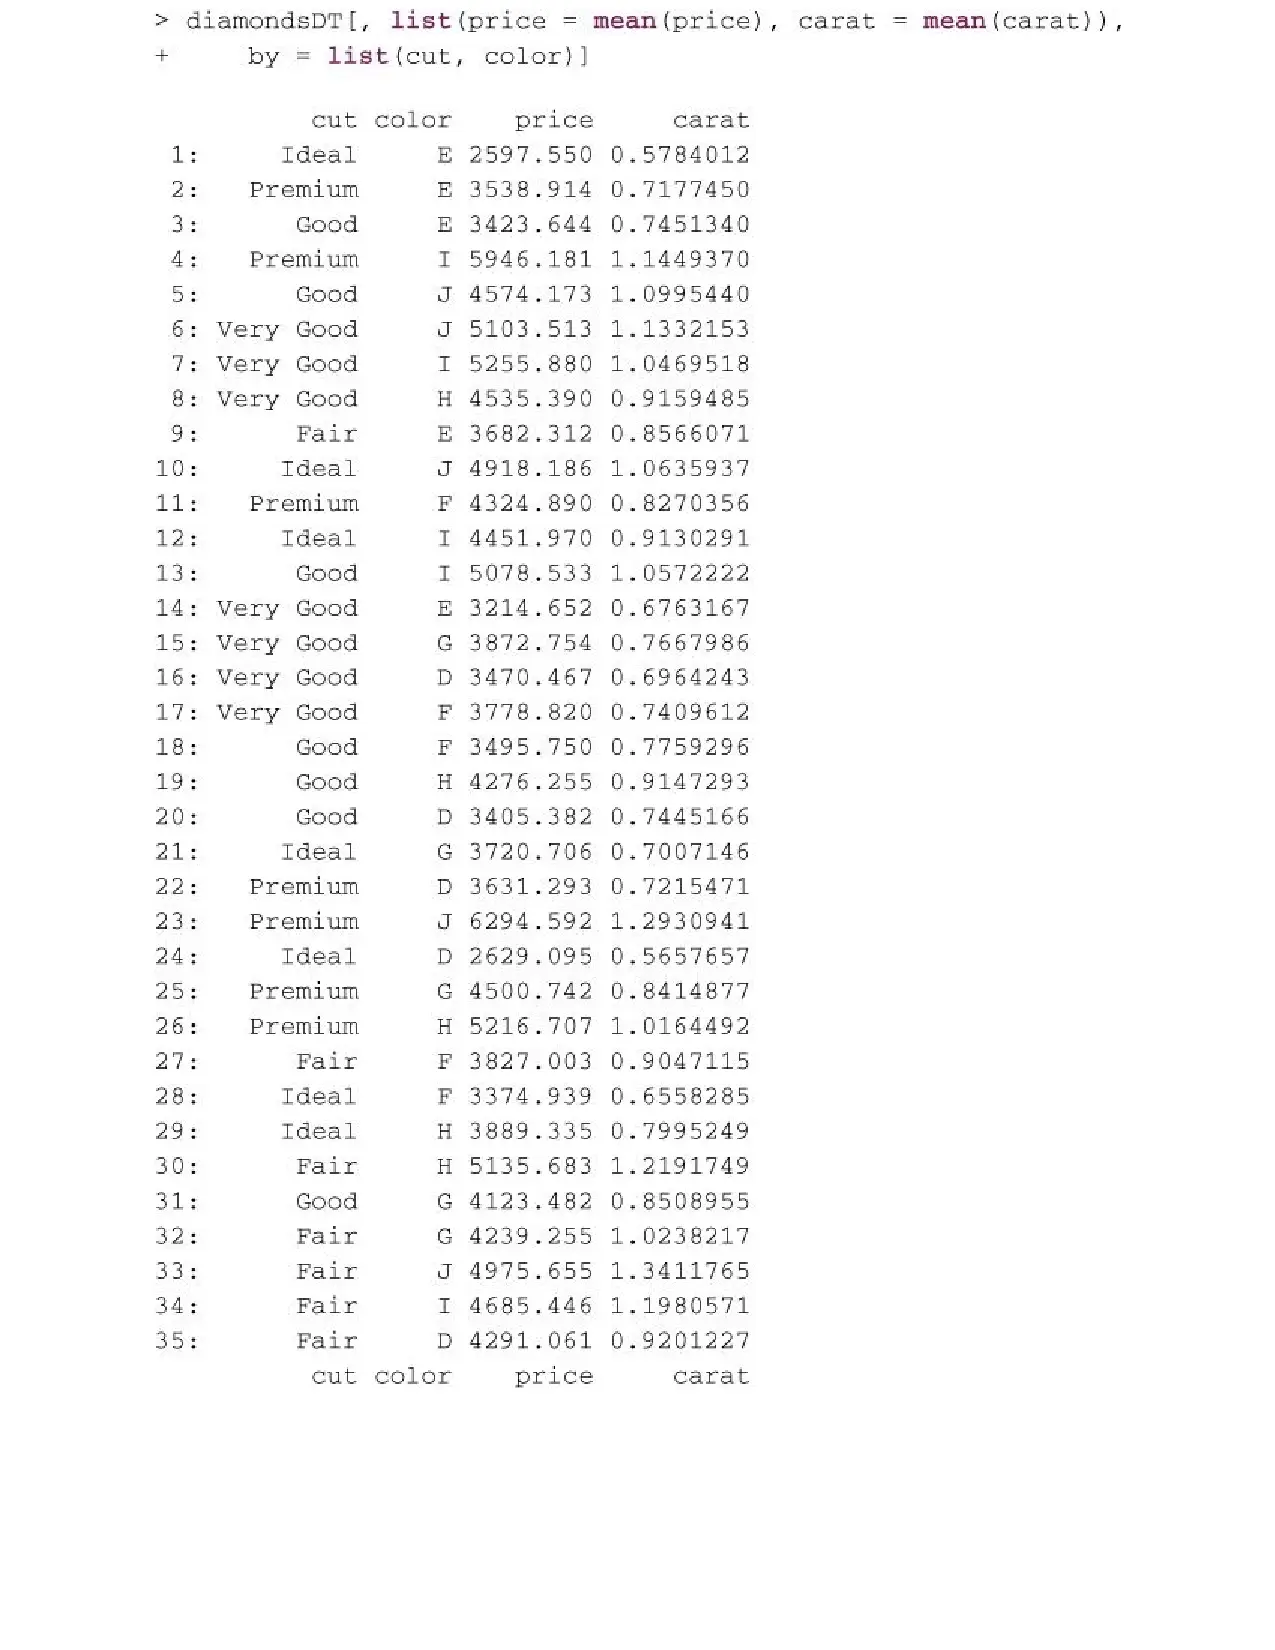 > diamondsDT[, list(price = mean(price), carat = mean(carat)),
+     by = list(cut, color)]
          cut color    price     carat
 1:     Ideal     E 2597.550 0.5784012
 2:   Premium     E 3538.914 0.7177450
 3:      Good     E 3423.644 0.7451340
 4:   Premium     I 5946.181 1.1449370
 5:      Good     J 4574.173 1.0995440
 6: Very Good     J 5103.513 1.1332153
 7: Very Good     I 5255.880 1.0469518
 8: Very Good     H 4535.390 0.9159485
 9:      Fair     E 3682.312 0.8566071
10:     Ideal     J 4918.186 1.0635937
11:   Premium     F 4324.890 0.8270356
12:     Ideal     I 4451.970 0.9130291
13:      Good     I 5078.533 1.0572222
14: Very Good     E 3214.652 0.6763167
15: Very Good     G 3872.754 0.7667986
16: Very Good     D 3470.467 0.6964243
17: Very Good     F 3778.820 0.7409612
18:      Good     F 3495.750 0.7759296
19:      Good     H 4276.255 0.9147293
20:      Good     D 3405.382 0.7445166
21:     Ideal     G 3720.706 0.7007146
22:   Premium     D 3631.293 0.7215471
23:   Premium     J 6294.592 1.2930941
24:     Ideal     D 2629.095 0.5657657
25:   Premium     G 4500.742 0.8414877
26:   Premium     H 5216.707 1.0164492
27:      Fair     F 3827.003 0.9047115
28:     Ideal     F 3374.939 0.6558285
29:     Ideal     H 3889.335 0.7995249
30:      Fair     H 5135.683 1.2191749
31:      Good     G 4123.482 0.8508955
32:      Fair     G 4239.255 1.0238217
33:      Fair     J 4975.655 1.3411765
34:      Fair     I 4685.446 1.1980571
35:      Fair     D 4291.061 0.9201227
          cut color    price     carat